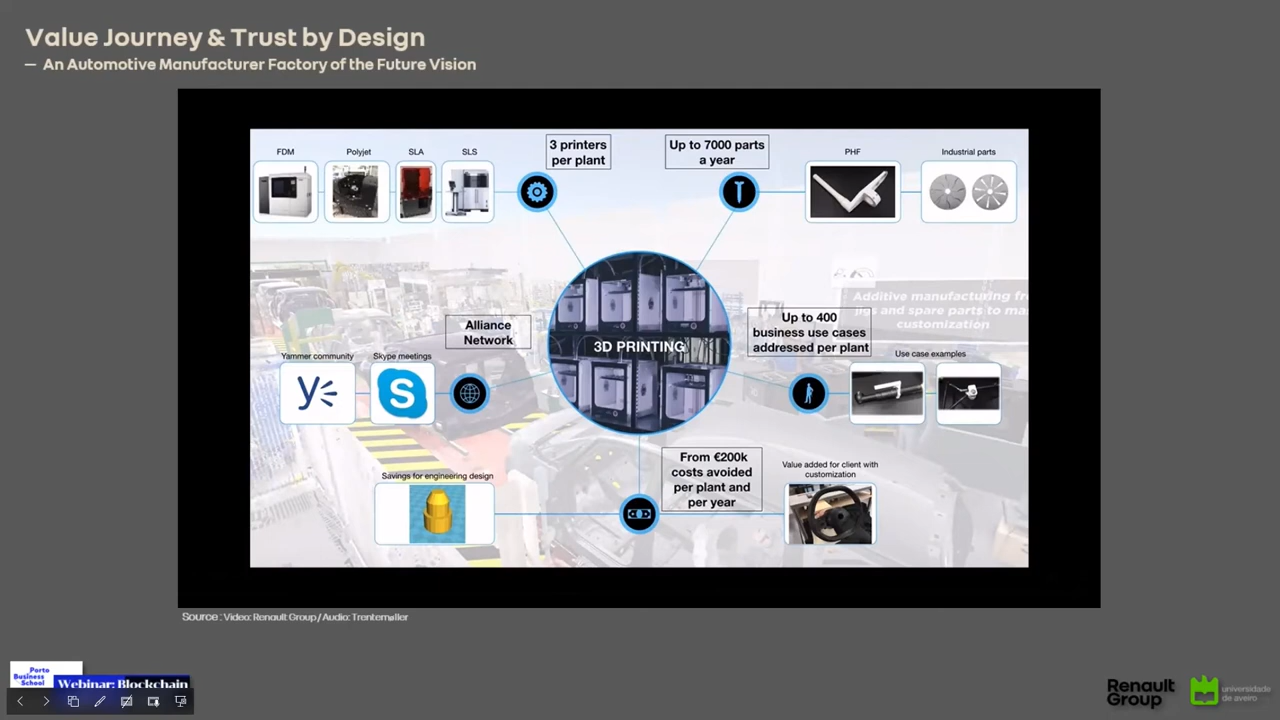 Value Journey & Trust by Design
— An Automotive Manufacturer Factory of the Future Vision
FDM
Polyjet
SLA
SLS
3 printers
per plant
Up to 7000 parts
a year
PHF
Industrial parts
Additive manufacturing
jigs and spare parts to
customization
Alliance
Network
3D PRINTING
Up to 400
business use cases
addressed per plant
Yammer community
Skype meetings
Use case examples
S
From €200k
costs avoided
per plant and
per year
Savings for engineering design
Value added for client with
customization
Source : Video: Renault Group / Audio: Trentemøller
Porto
Business
School
Webinar: Blockchain
Renault
Group
universidade
de aveiro